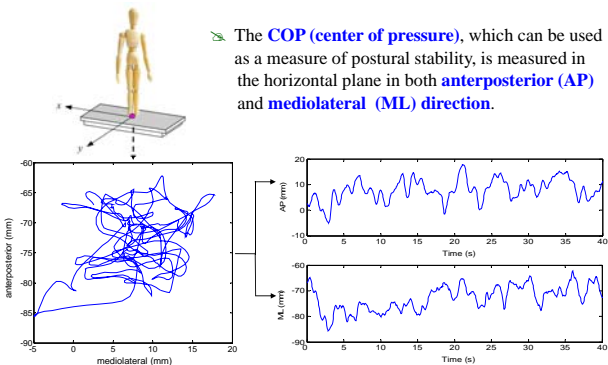 The COP (center of pressure), which can be used
as a measure of postural stability, is measured in
the horizontal plane in both anterposterior (AP)
and mediolateral (ML) direction.
x
y
-60
-65
-70
-75
-80
-85
-90
-5 0 5 10 15 20
anterposterior (mm)
mediolateral (mm)
20
10
0
-10
AP (mm)
0 5 10 15 20 25 30 35 40
Time (s)
-60
-70
-80
-90
ML (mm)
0 5 10 15 20 25 30 35 40
Time (s)